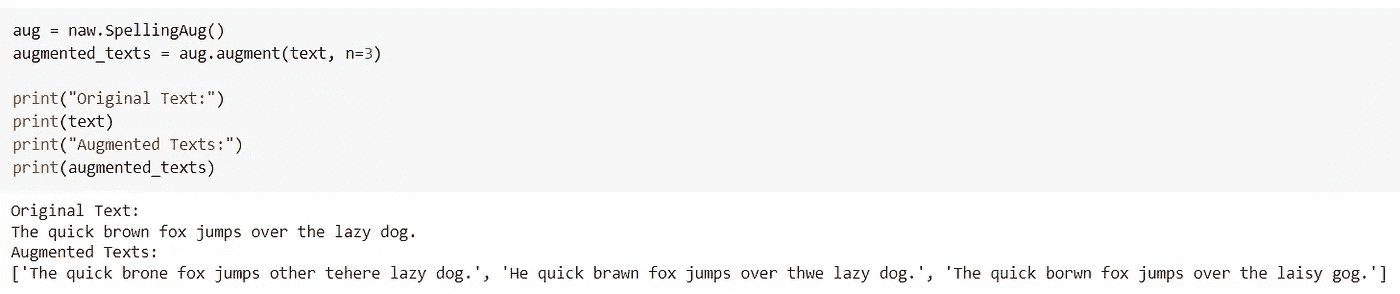 aug = naw.SpellingAug()
augmented_texts = aug.augment(text, n=3)
print("Original Text:")
print(text)
print("Augmented Texts:")
print(augmented_texts)
Original Text:
The quick brown fox jumps over the lazy dog.
Augmented Texts:
['The quick brone fox jumps other tehere lazy dog.', 'He quick brawn fox jumps over thwe lazy dog.', 'The quick borwn fox jumps over the laisy gog.']